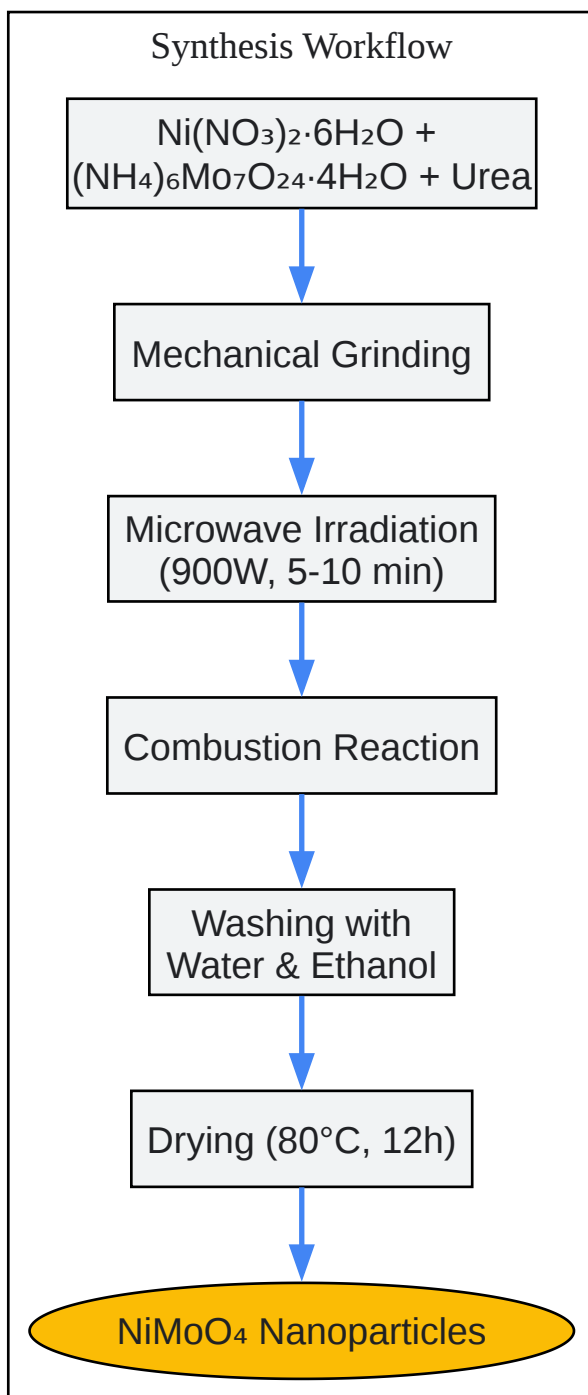 Synthesis Workflow
Ni(NO₃)₂·6H₂O +
(NH₄)₆Mo₇O₂₄·4H₂O + Urea
Mechanical Grinding
Microwave Irradiation
(900W, 5-10 min)
Combustion Reaction
Washing with
Water & Ethanol
Drying (80°C, 12h)
NiMoO₄ Nanoparticles